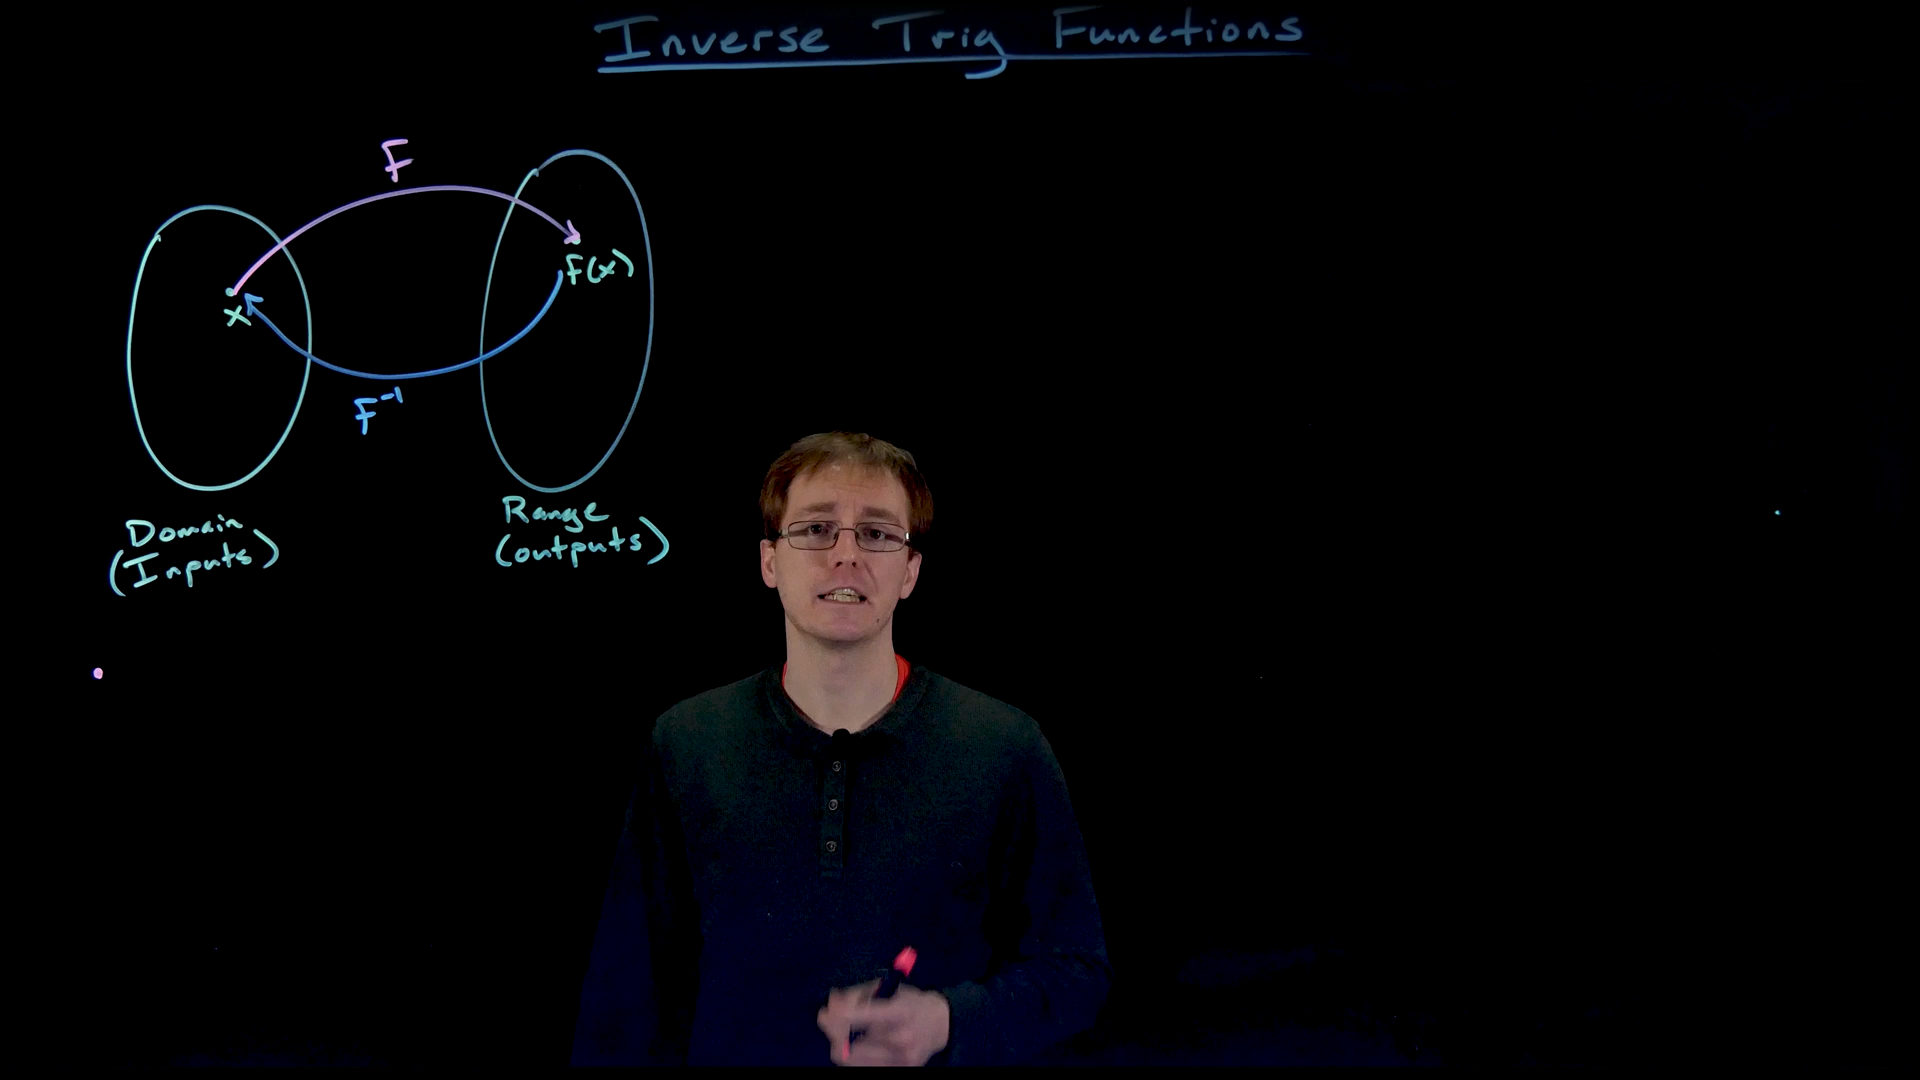 Inverse Trig Functions
F
F(x)
x
F⁻¹
Domain
(Inputs)
Range
(outputs)